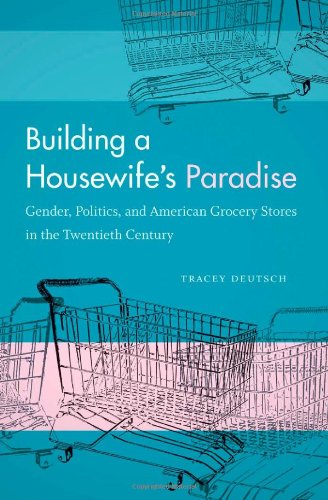 Building a
Housewife's Paradise
Gender, Politics, and American Grocery Stores
in the Twentieth Century
TRACEY DEUTSCH